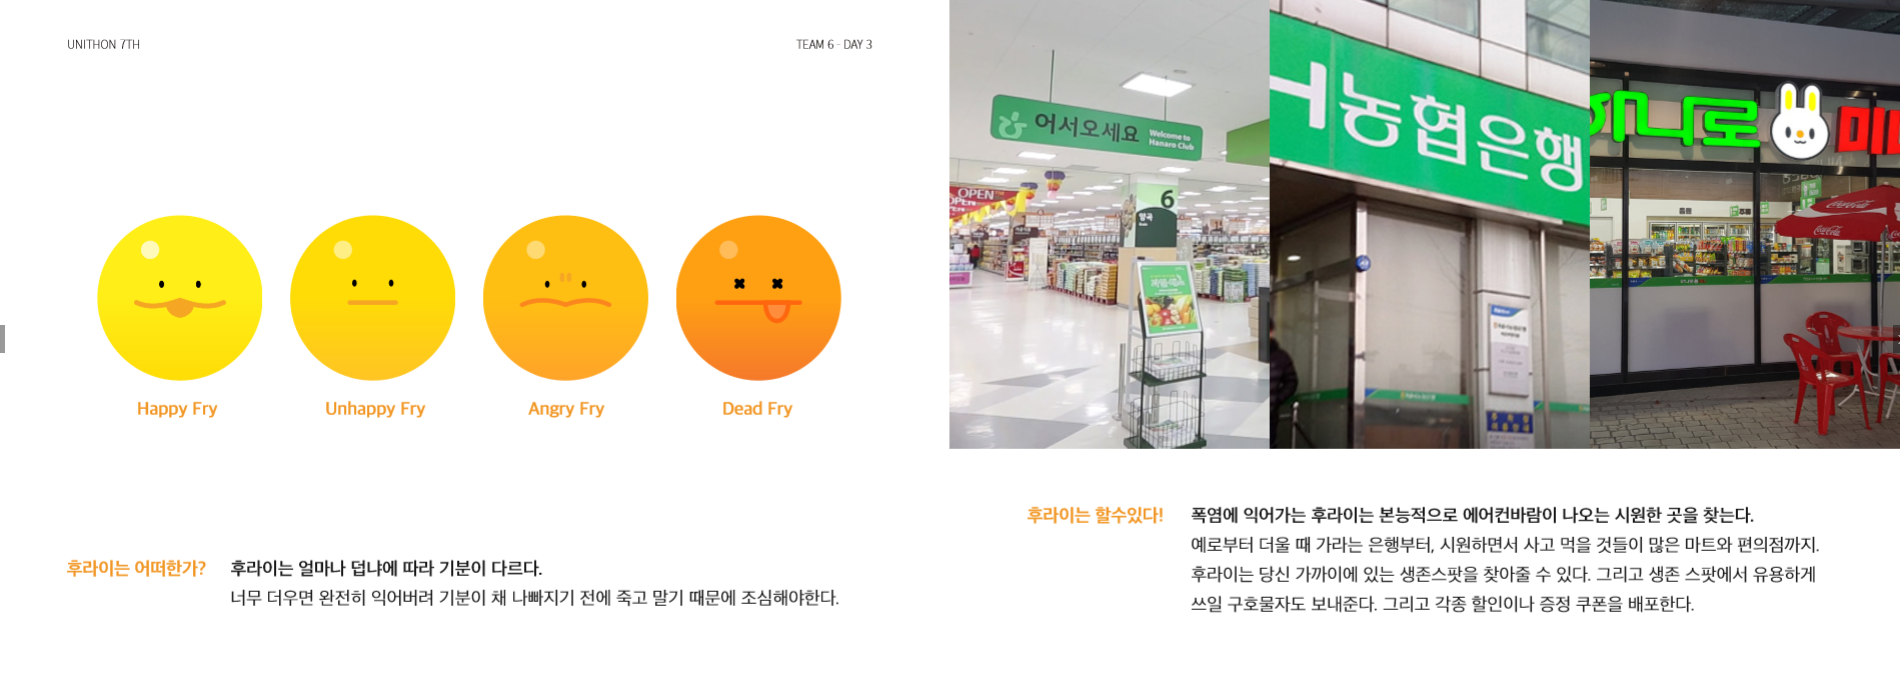 UNITHON 7TH
TEAM 6 - DAY 3
Happy Fry
Unhappy Fry
Angry Fry
Dead Fry
후라이는 어떠한가?
후라이는 얼마나 덥냐에 따라 기분이 다르다.
너무 더우면 완전히 익어버려 기분이 채 나빠지기 전에 죽고 말기 때문에 조심해야한다.
어서오세요
Welcome to
Hanaro Club
OPEN
OPEN
6
양곡
농협은행
하나로
Coca-Cola
Coca-Cola
후라이는 할수있다!
폭염에 익어가는 후라이는 본능적으로 에어컨바람이 나오는 시원한 곳을 찾는다.
예로부터 더울 때 가라는 은행부터, 시원하면서 사고 먹을 것들이 많은 마트와 편의점까지.
후라이는 당신 가까이에 있는 생존스팟을 찾아줄 수 있다. 그리고 생존 스팟에서 유용하게
쓰일 구호물자도 보내준다. 그리고 각종 할인이나 증정 쿠폰을 배포한다.